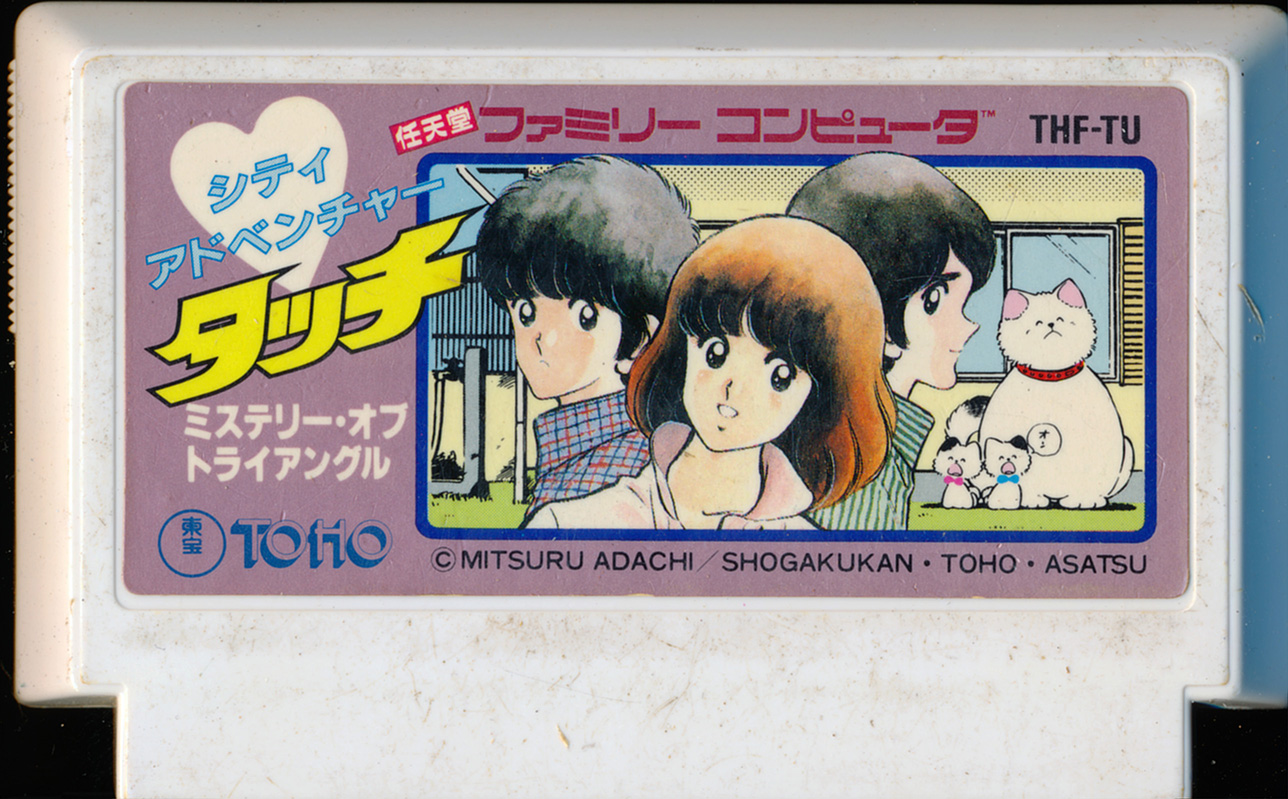 任天堂 ファミリー コンピュータ™ THF-TU
シティ
アドベンチャー
タッチ
ミステリー・オブ
トライアングル
東宝 TOHO
©MITSURU ADACHI／SHOGAKUKAN・TOHO・ASATSU